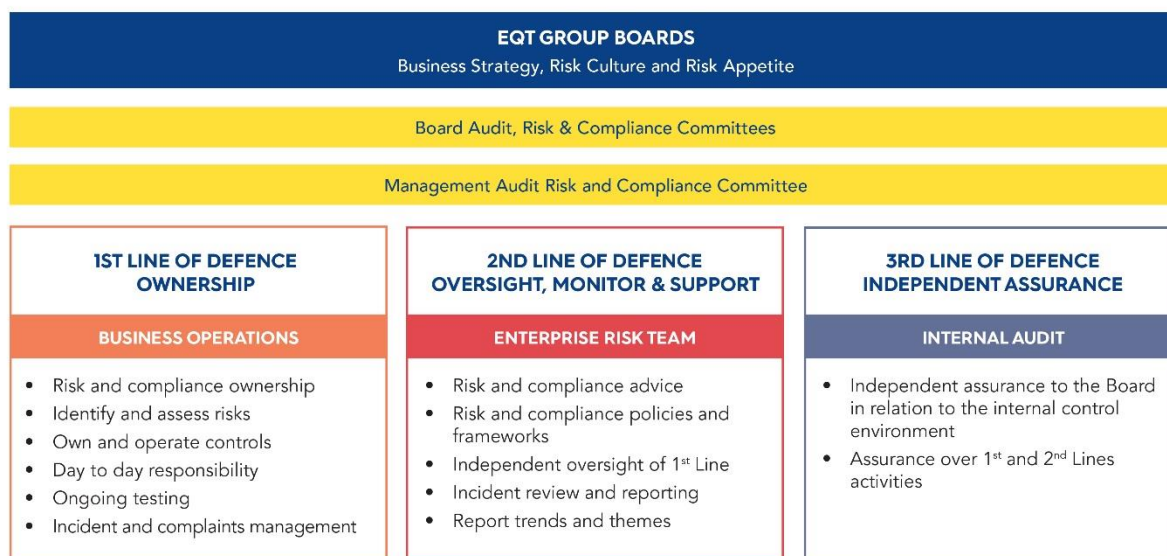 EQT GROUP BOARDS
Business Strategy, Risk Culture and Risk Appetite
Board Audit, Risk & Compliance Committees
Management Audit Risk and Compliance Committee
1ST LINE OF DEFENCE
OWNERSHIP
BUSINESS OPERATIONS
• Risk and compliance ownership
• Identify and assess risks
• Own and operate controls
• Day to day responsibility
• Ongoing testing
• Incident and complaints management
2ND LINE OF DEFENCE
OVERSIGHT, MONITOR & SUPPORT
ENTERPRISE RISK TEAM
• Risk and compliance advice
• Risk and compliance policies and
frameworks
• Independent oversight of 1st Line
• Incident review and reporting
• Report trends and themes
3RD LINE OF DEFENCE
INDEPENDENT ASSURANCE
INTERNAL AUDIT
• Independent assurance to the Board
in relation to the internal control
environment
• Assurance over 1st and 2nd Lines
activities